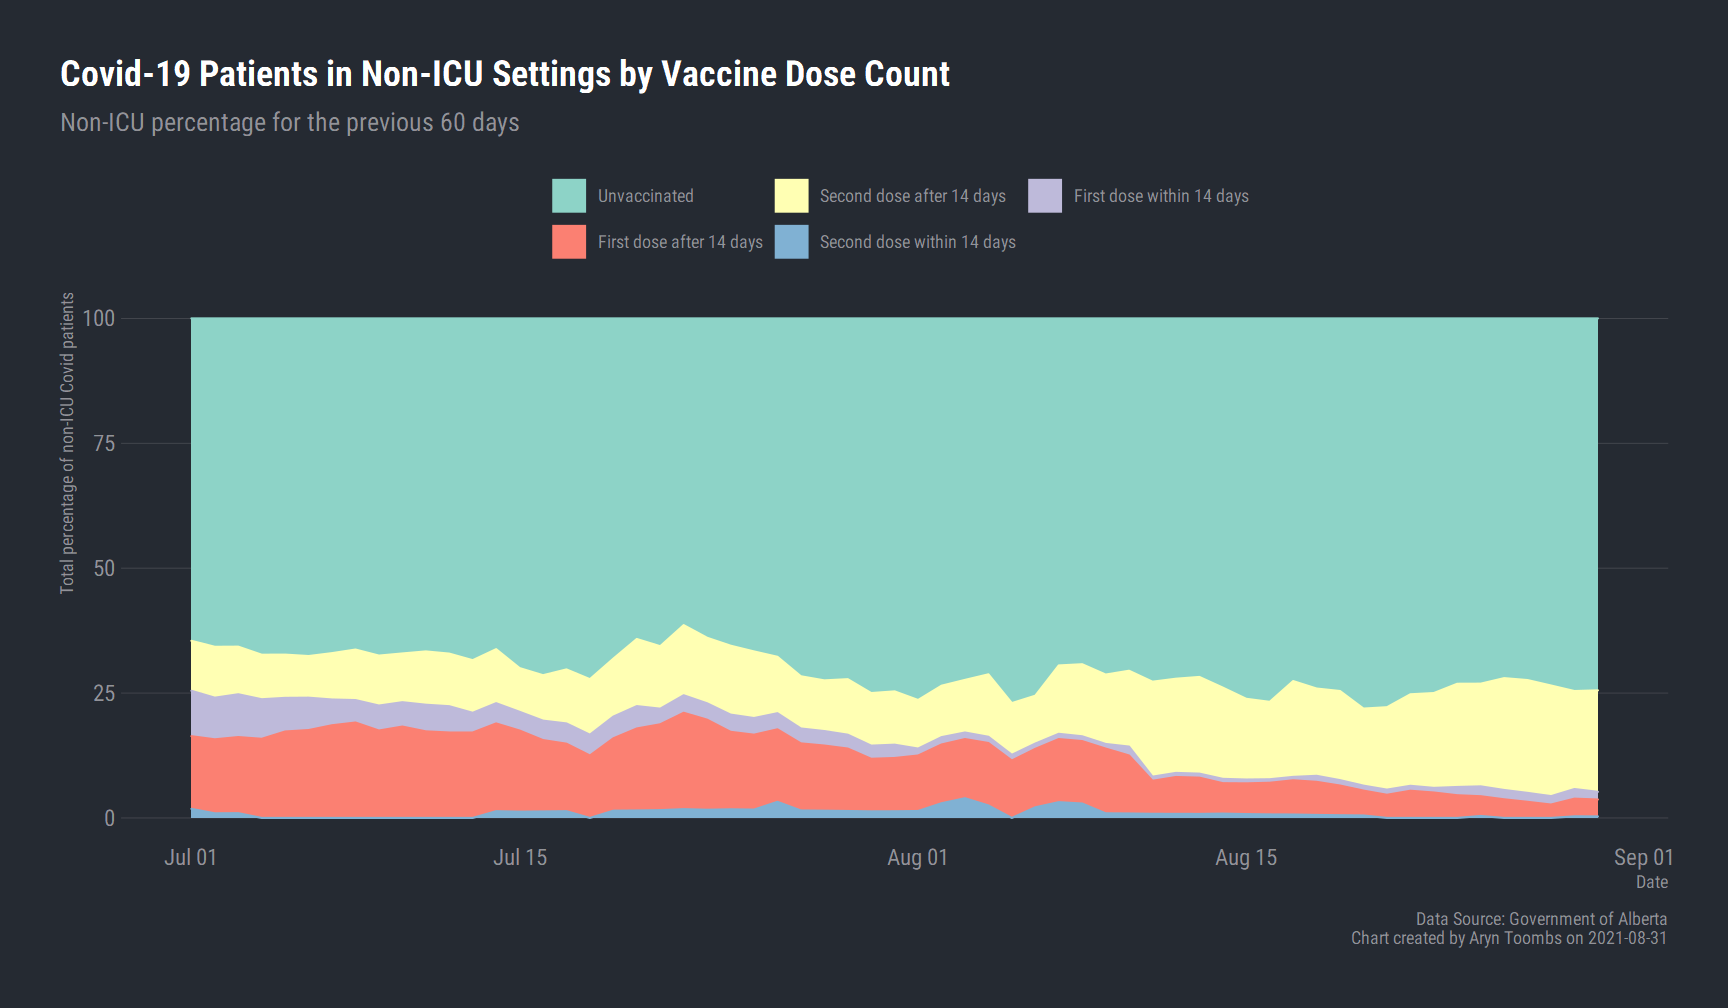 Covid-19 Patients in Non-ICU Settings by Vaccine Dose Count
Non-ICU percentage for the previous 60 days
Unvaccinated
Second dose after 14 days
First dose within 14 days
First dose after 14 days
Second dose within 14 days
Total percentage of non-ICU Covid patients
100
75
50
25
0
Jul 01
Jul 15
Aug 01
Aug 15
Sep 01
Date
Data Source: Government of Alberta
Chart created by Aryn Toombs on 2021-08-31